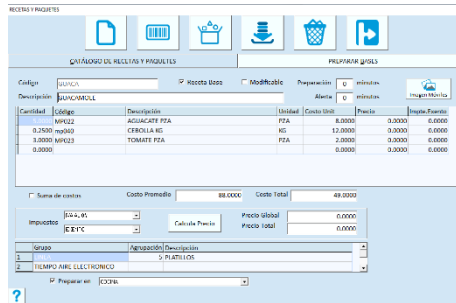 RECETAS Y PAQUETES
CATÁLOGO DE RECETAS Y PAQUETES
PREPARAR BASES
Código GUACA Receta Base Modificable Preparación 0 minutos
Descripción GUACAMOLE Alerta 0 minutos Imagen Móviles
Cantidad Código Descripción Unidad Costo Unit Precio Impte.Exento
MP022 AGUACATE PZA PZA 8.0000 0.0000 0.0000
0.2500 mp040 CEBOLLA KG KG 12.0000 0.0000 0.0000
3.0000 MP023 TOMATE PZA PZA 2.0000 0.0000 0.0000
0.0000 0.0000 0.0000 0.0000
Suma de costos Costo Promedio 88.0000 Costo Total 49.0000
Impuestos Calcula Precio Precio Global 0.0000
Precio Total 0.0000
Grupo Agrupación Descripción
1 5 PLATILLOS
2 TIEMPO AIRE ELECTRONICO
Preparar en COCINA
?